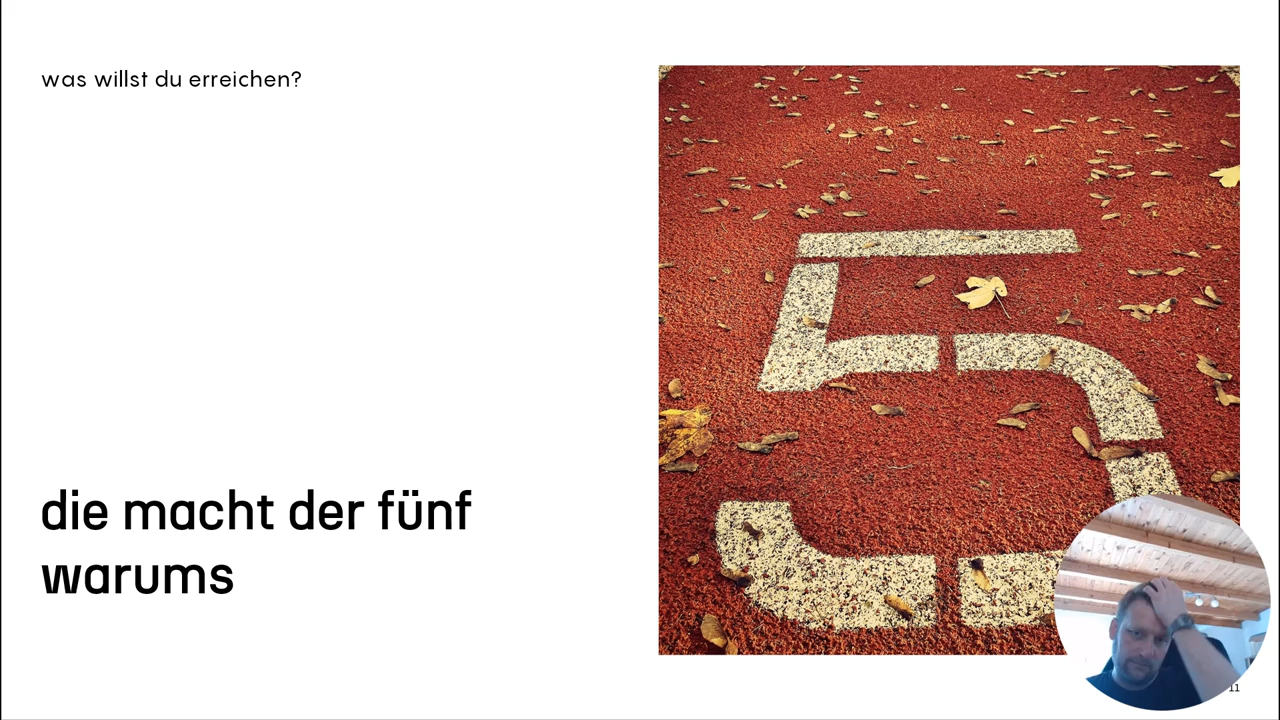 was willst du erreichen?
die macht der fünf
warums
5
11